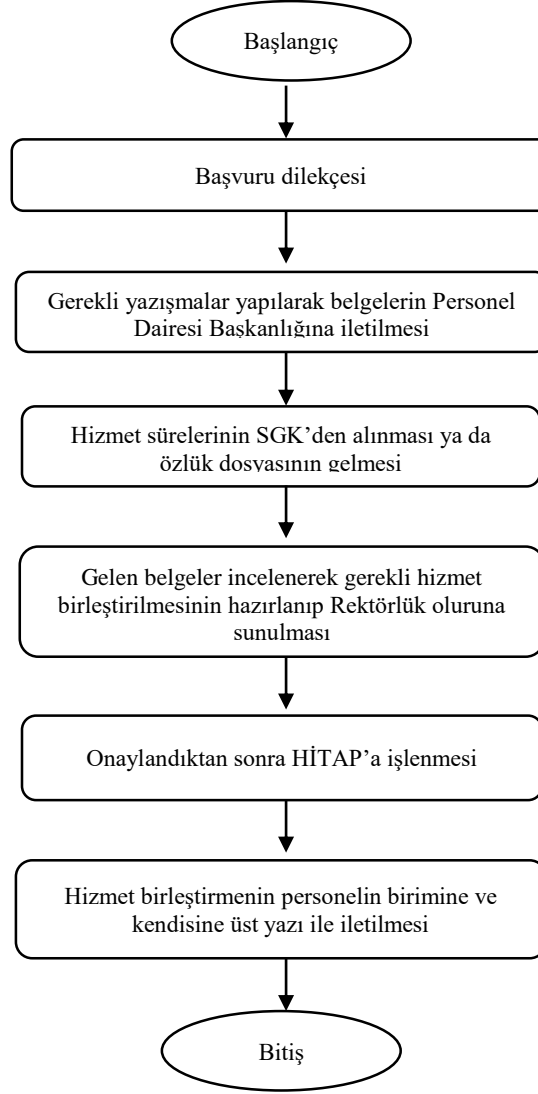 Başlangıç
Başvuru dilekçesi
Gerekli yazışmalar yapılarak belgelerin Personel
Dairesi Başkanlığına iletilmesi
Hizmet sürelerinin SGK’den alınması ya da
özlük dosyasının gelmesi
Gelen belgeler incelenerek gerekli hizmet
birleştirilmesinin hazırlanıp Rektörlük oluruna
sunulması
Onaylandıktan sonra HİTAP’a işlenmesi
Hizmet birleştirmenin personelin birimine ve
kendisine üst yazı ile iletilmesi
Bitiş